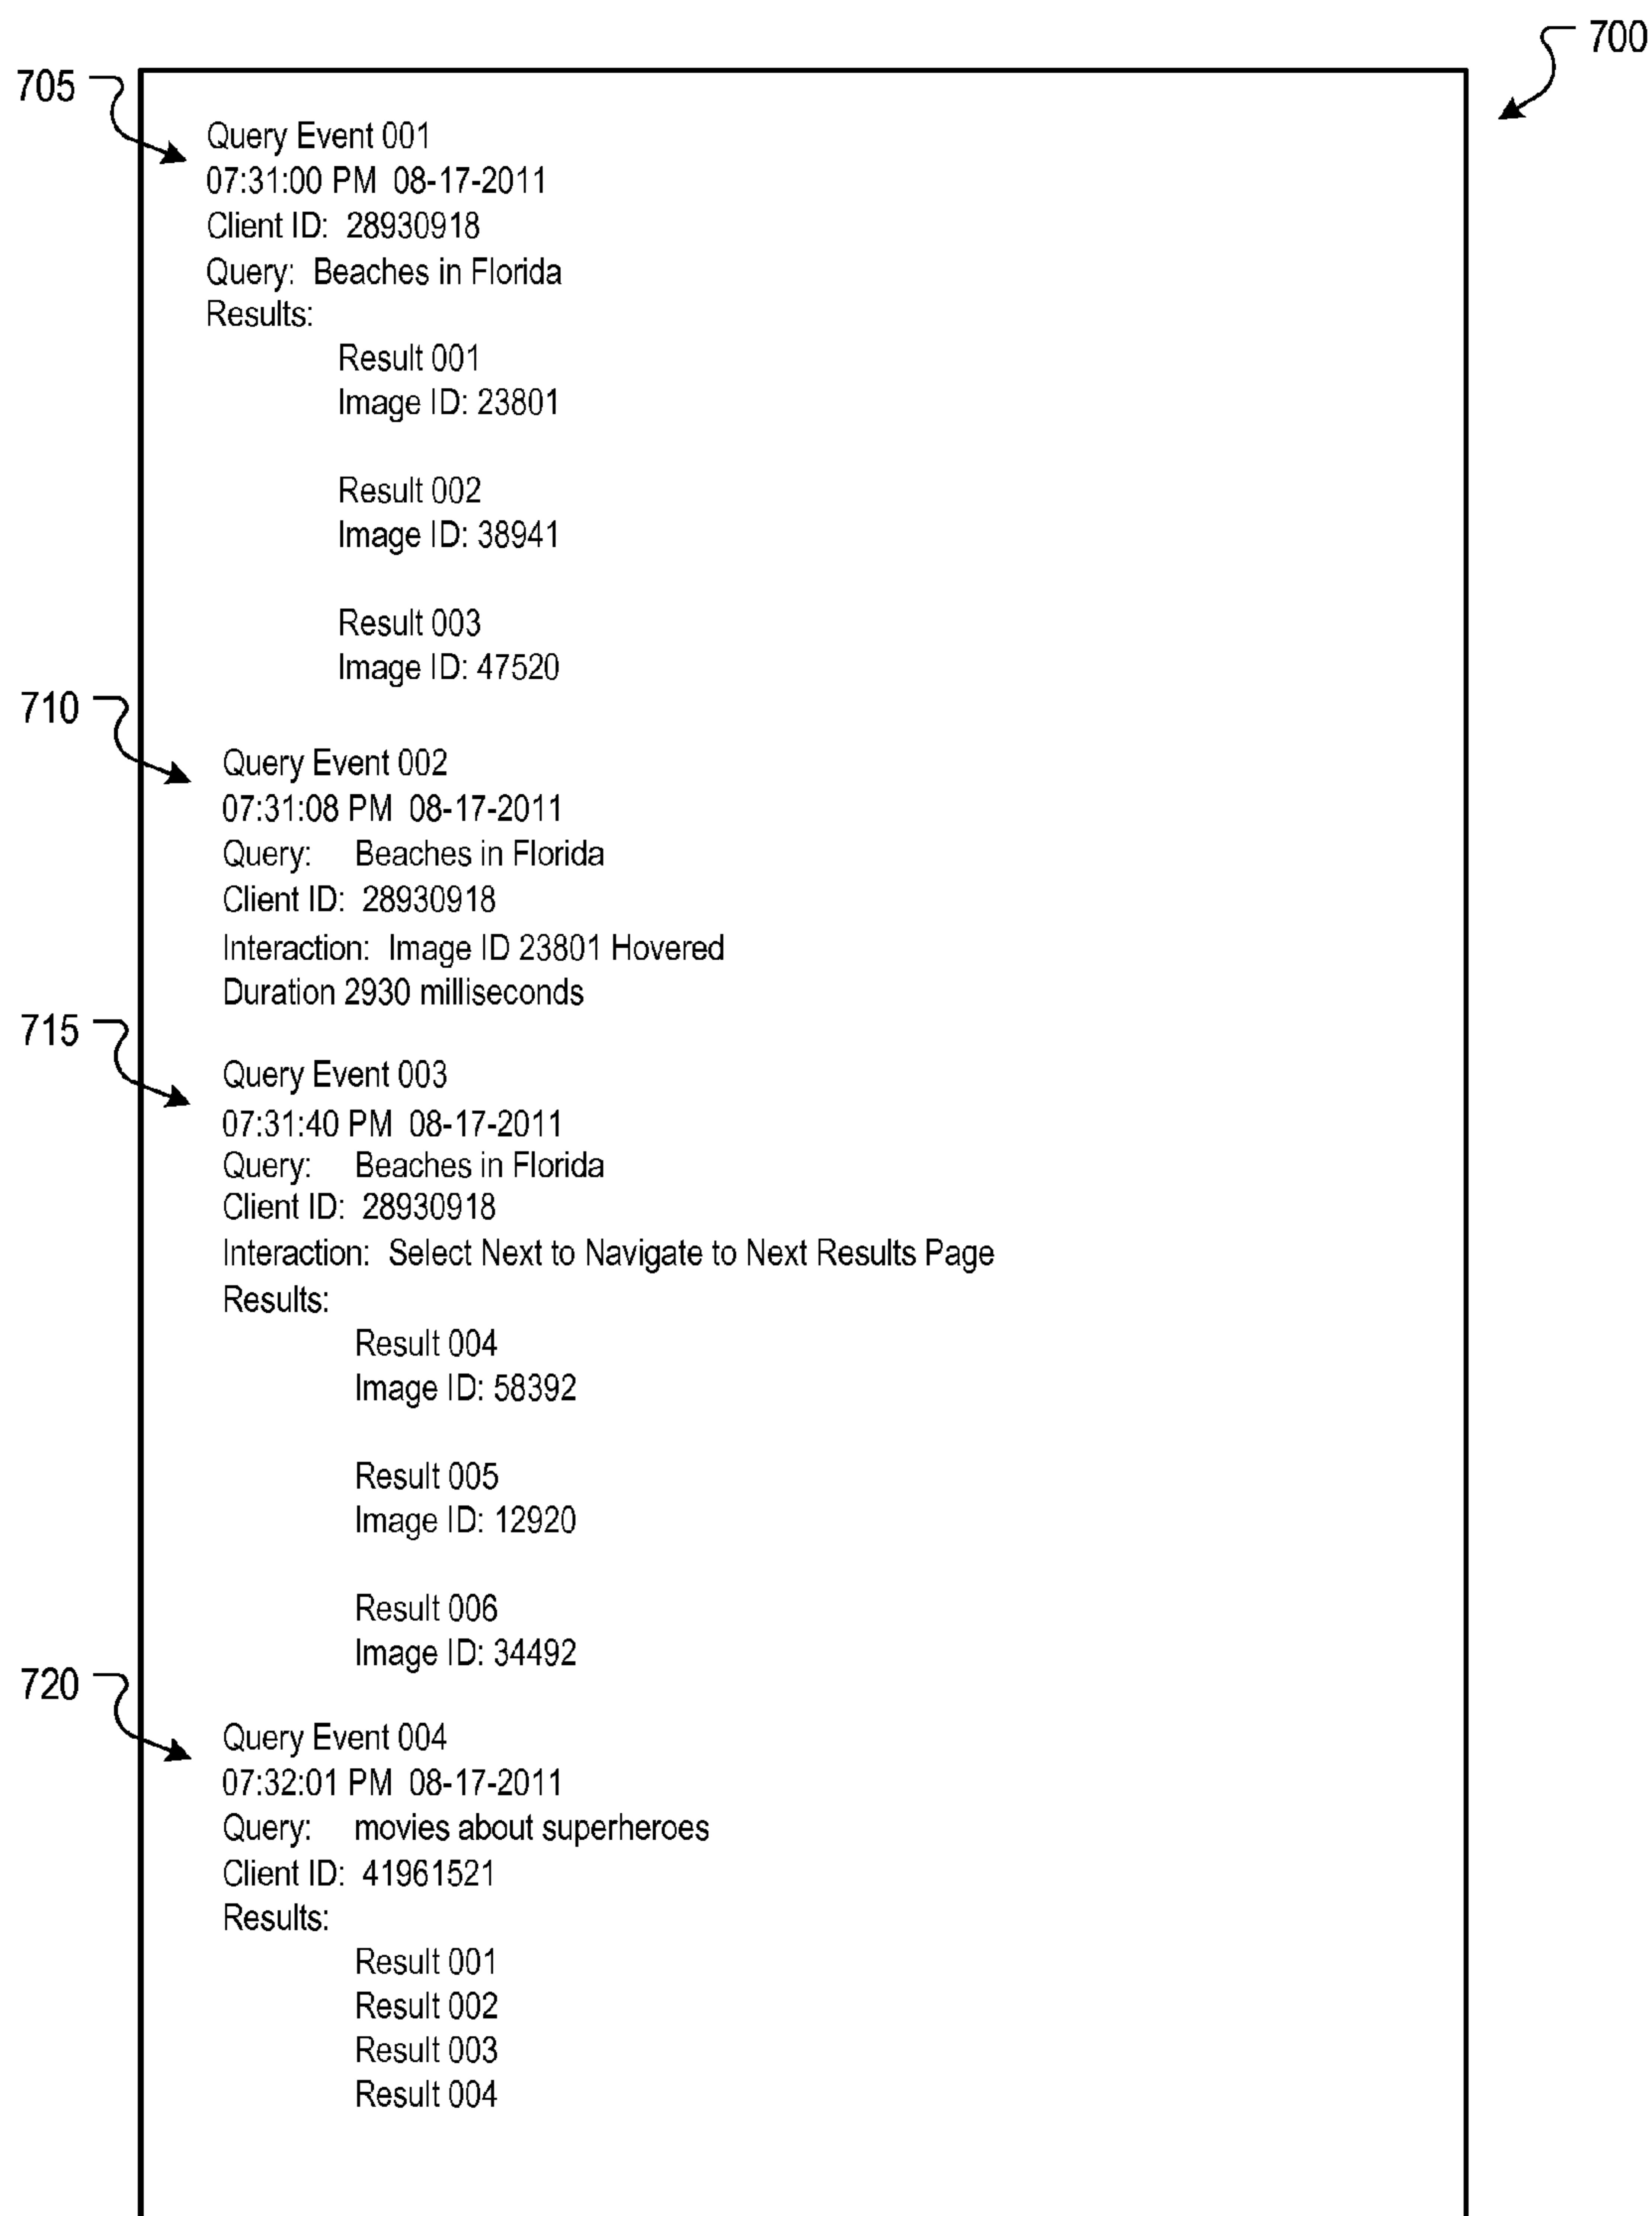 700
705
Query Event 001
07:31:00 PM 08-17-2011
Client ID: 28930918
Query: Beaches in Florida
Results:
Result 001
Image ID: 23801
Result 002
Image ID: 38941
Result 003
Image ID: 47520
710
Query Event 002
07:31:08 PM 08-17-2011
Query: Beaches in Florida
Client ID: 28930918
Interaction: Image ID 23801 Hovered
Duration 2930 milliseconds
715
Query Event 003
07:31:40 PM 08-17-2011
Query: Beaches in Florida
Client ID: 28930918
Interaction: Select Next to Navigate to Next Results Page
Results:
Result 004
Image ID: 58392
Result 005
Image ID: 12920
Result 006
Image ID: 34492
720
Query Event 004
07:32:01 PM 08-17-2011
Query: movies about superheroes
Client ID: 41961521
Results:
Result 001
Result 002
Result 003
Result 004